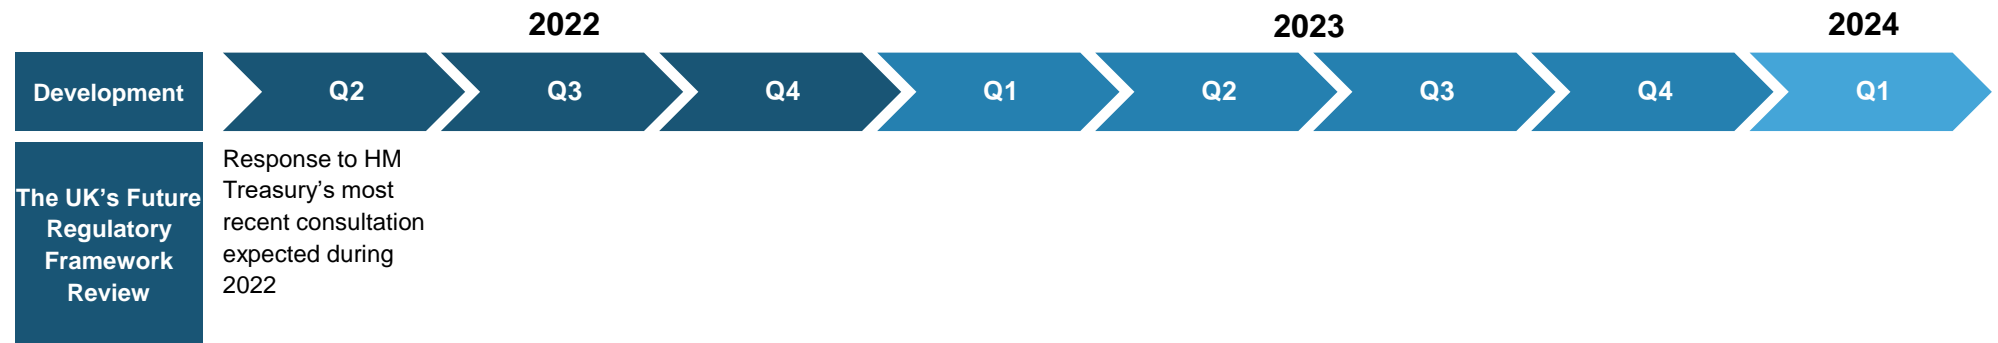 2022
2023
2024
Development
Q2
Q3
Q4
Q1
Q2
Q3
Q4
Q1
The UK’s Future
Regulatory
Framework
Review
Response to HM
Treasury’s most
recent consultation
expected during
2022